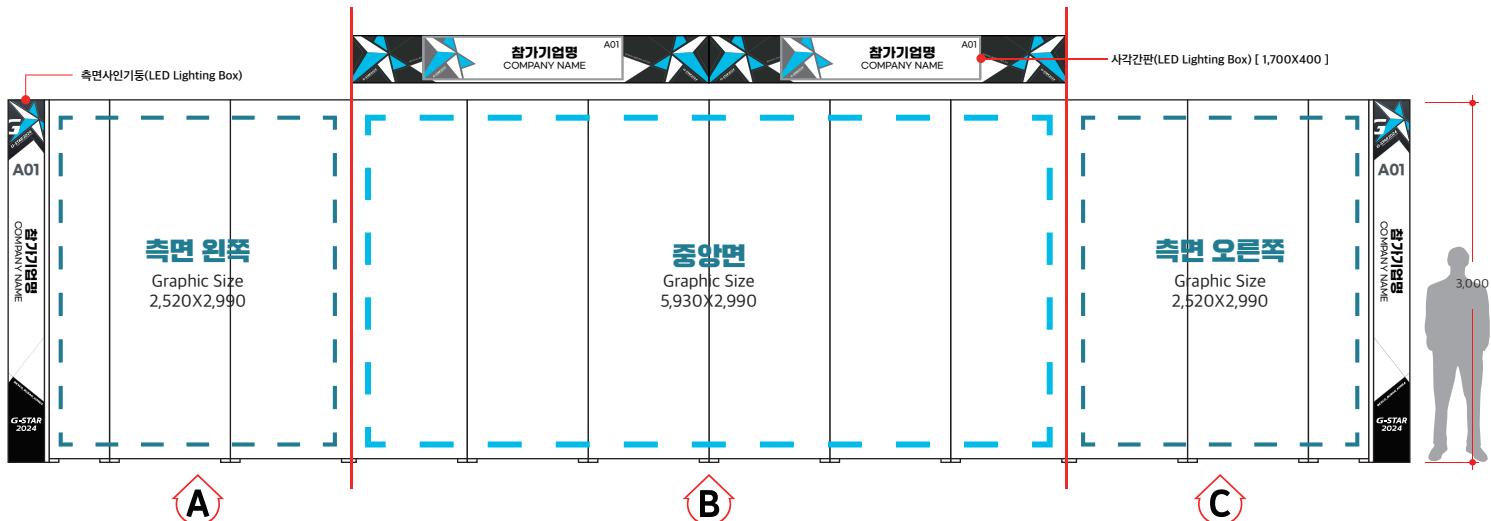 참가기업명
COMPANY NAME
A01
참가기업명
COMPANY NAME
A01
측면사인기둥(LED Lighting Box)
사각간판(LED Lighting Box) [ 1,700X400 ]
G
G-STAR 2024
A01
참가기업명
COMPANY NAME
G-STAR
2024
측면 왼쪽
Graphic Size
2,520X2,990
중앙면
Graphic Size
5,930X2,990
측면 오른쪽
Graphic Size
2,520X2,990
G
G-STAR 2024
A01
참가기업명
COMPANY NAME
G-STAR
2024
3,000
A
B
C